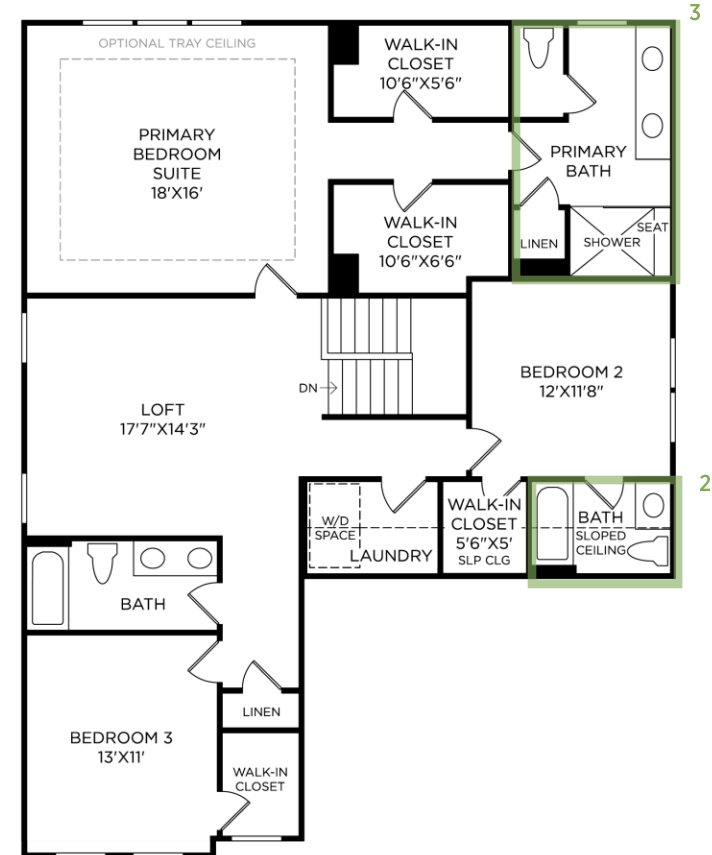 3
OPTIONAL TRAY CEILING
WALK-IN
CLOSET
10'6"X5'6"
PRIMARY
BEDROOM
SUITE
18'X16'
PRIMARY
BATH
WALK-IN
CLOSET
10'6"X6'6"
LINEN
SHOWER
SEAT
BEDROOM 2
12'X11'8"
DN
LOFT
17'7"X14'3"
2
W/D
SPACE
LAUNDRY
WALK-IN
CLOSET
5'6"X5'
SLP CLG
BATH
SLOPED
CEILING
BATH
LINEN
BEDROOM 3
13'X11'
WALK-IN
CLOSET